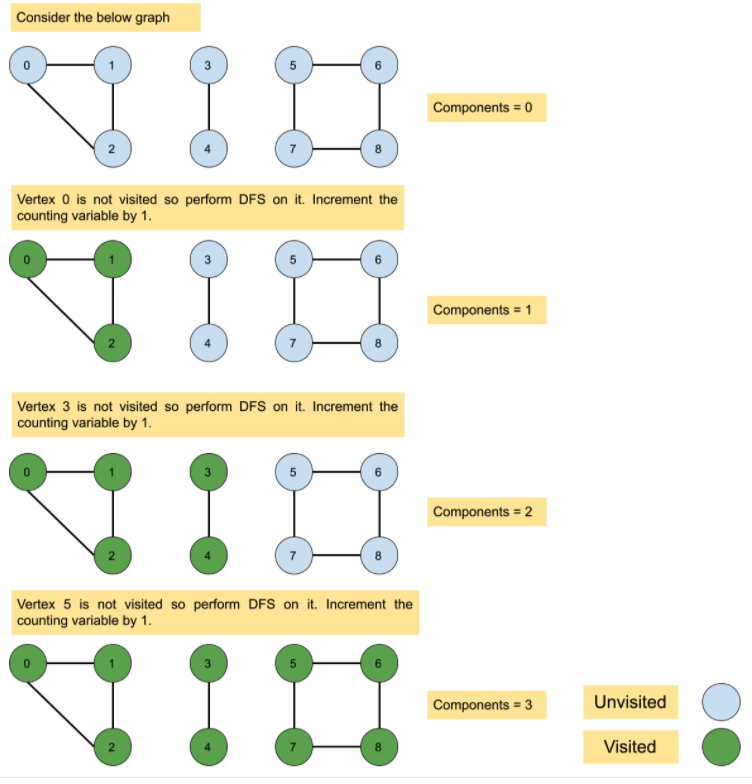 Consider the below graph
0 1 3 5 6
2 4 7 8
Components = 0
Vertex 0 is not visited so perform DFS on it. Increment the
counting variable by 1.
0 1 3 5 6
2 4 7 8
Components = 1
Vertex 3 is not visited so perform DFS on it. Increment the
counting variable by 1.
0 1 3 5 6
2 4 7 8
Components = 2
Vertex 5 is not visited so perform DFS on it. Increment the
counting variable by 1.
0 1 3 5 6
2 4 7 8
Components = 3
Unvisited
Visited